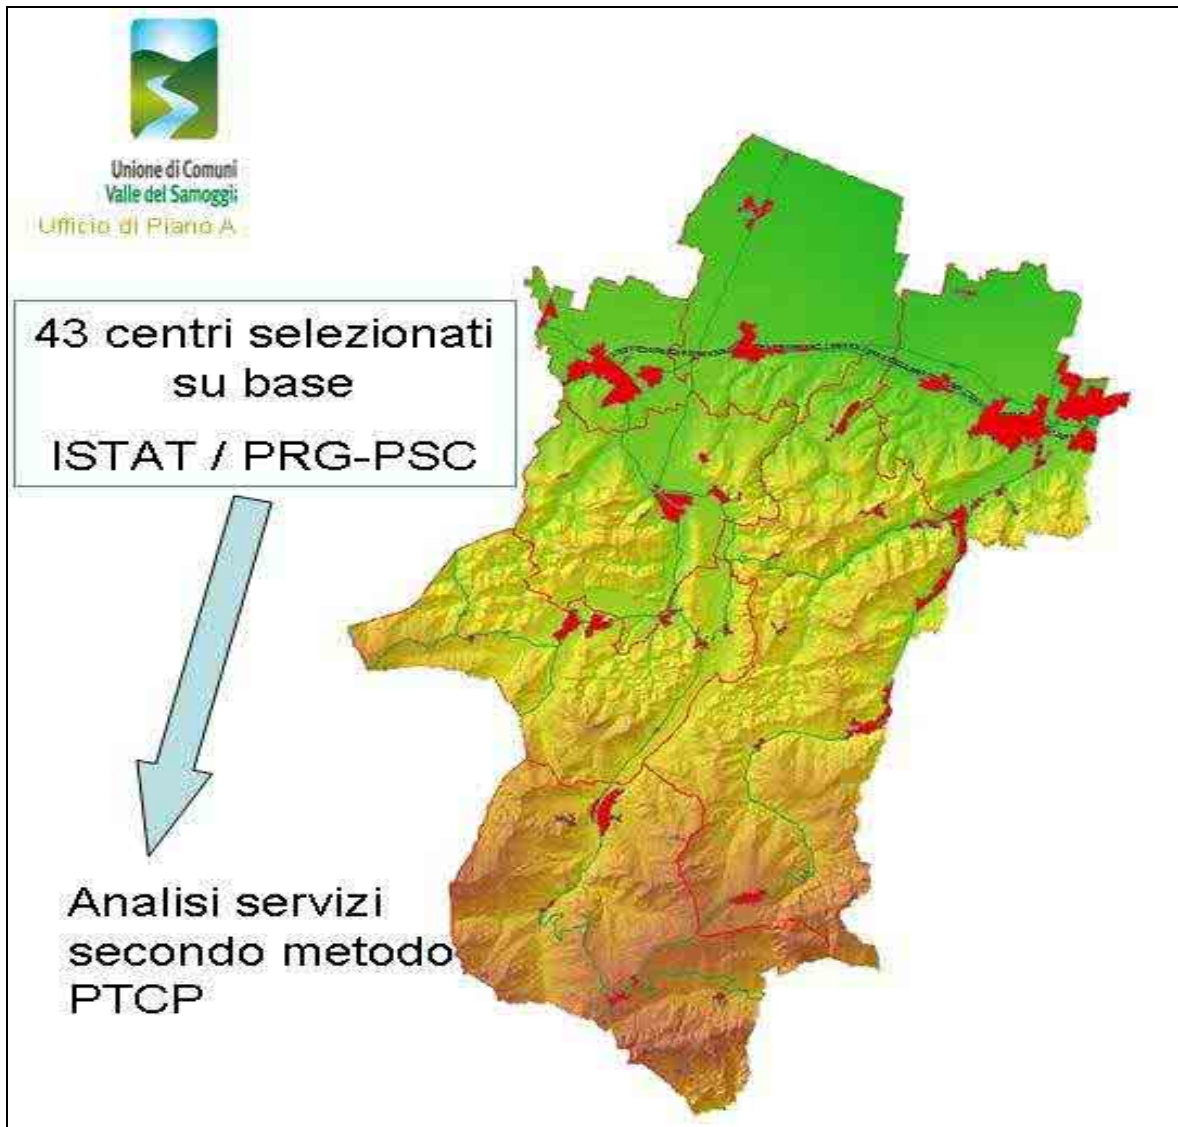 Unione di Comuni
Valle del Samoggia
Ufficio di Piano A
43 centri selezionati
su base
ISTAT / PRG-PSC
Analisi servizi
secondo metodo
PTCP